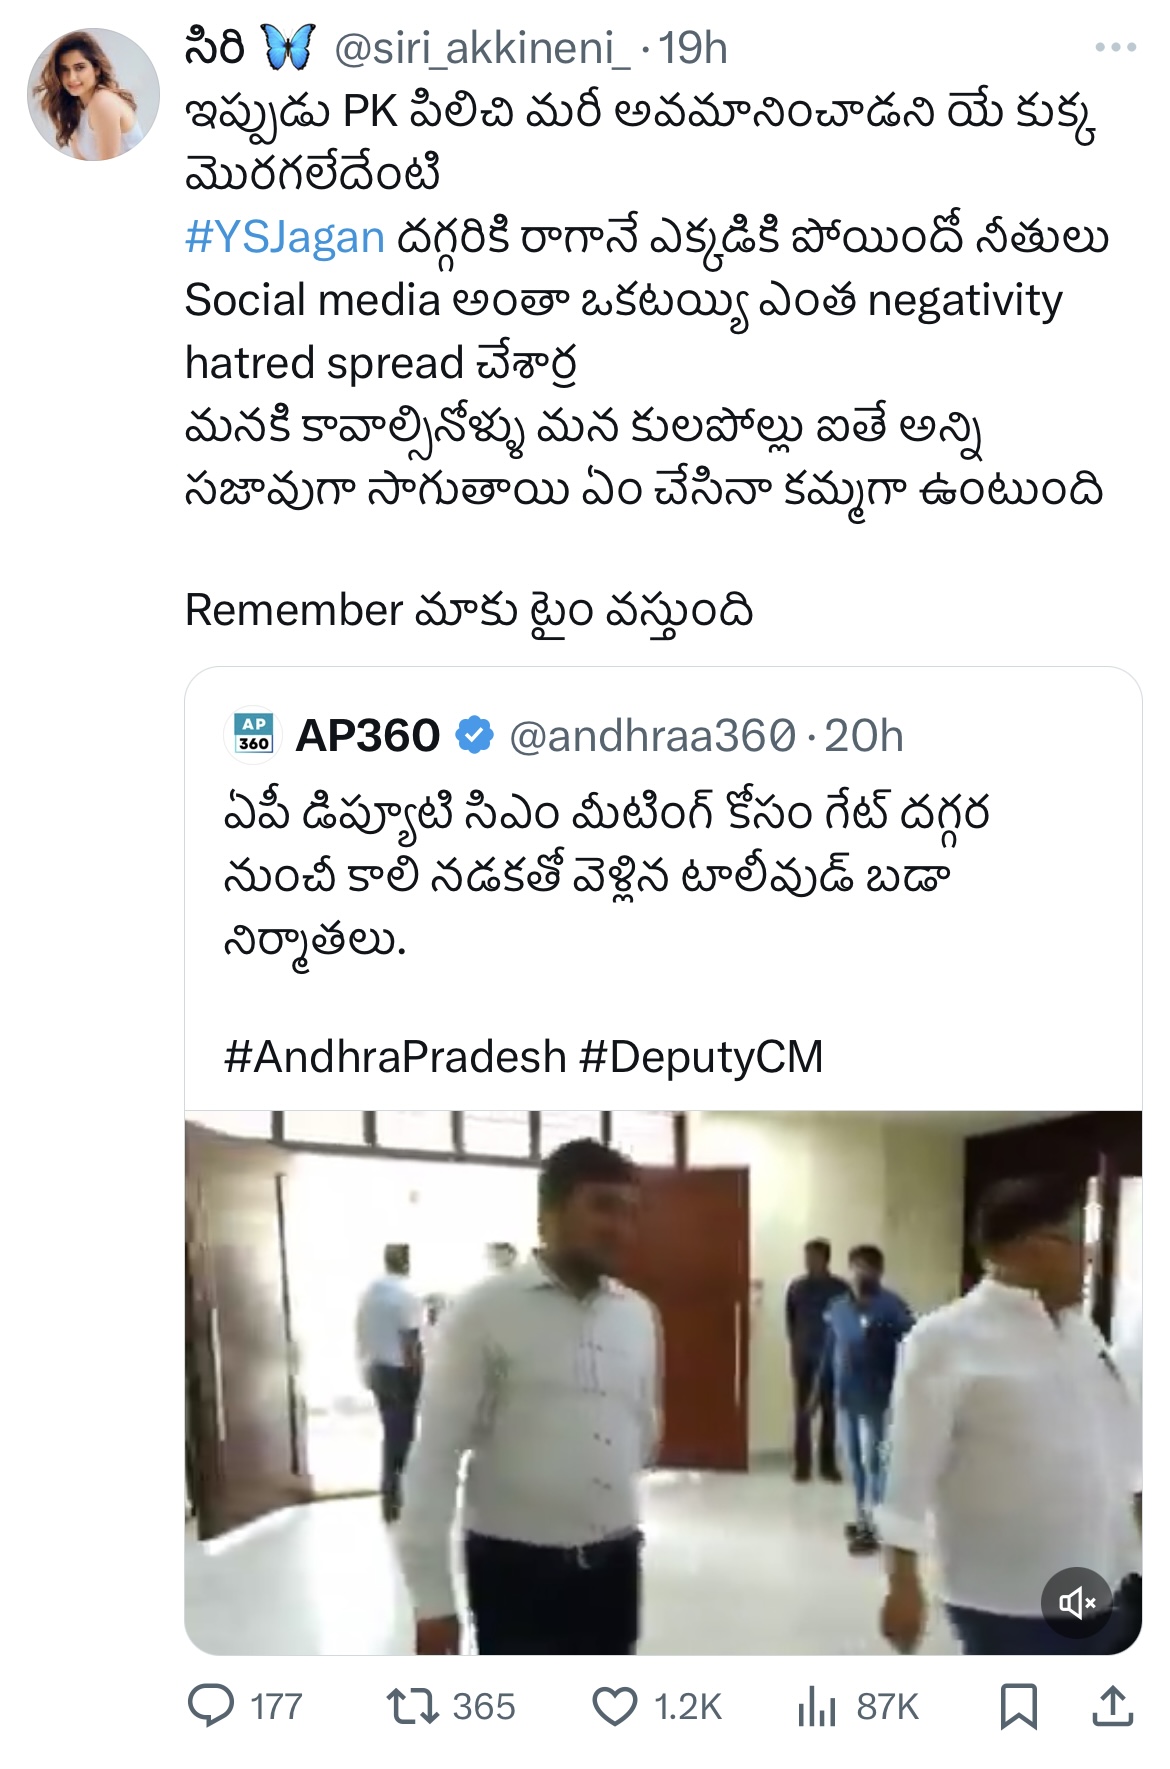 సిరి 🦋 @siri_akkineni_ · 19h
ఇప్పుడు PK పిలిచి మరీ అవమానించాడని యే కుక్క
మొరగలేదేంటి
#YSJagan దగ్గరికి రాగానే ఎక్కడికి పోయిందో నీతులు
Social media అంతా ఒకటయ్యి ఎంత negativity
hatred spread చేశార్ర
మనకి కావాల్సినోళ్ళు మన కులపోల్లు ఐతే అన్ని
సజావుగా సాగుతాయి ఏం చేసినా కమ్మగా ఉంటుంది
Remember మాకు టైం వస్తుంది
AP
360
AP360 @andhraa360 · 20h
ఏపీ డిప్యూటి సిఎం మీటింగ్ కోసం గేట్ దగ్గర
నుంచీ కాలి నడకతో వెళ్లిన టాలీవుడ్ బడా
నిర్మాతలు.
#AndhraPradesh #DeputyCM
177 365 1.2K 87K